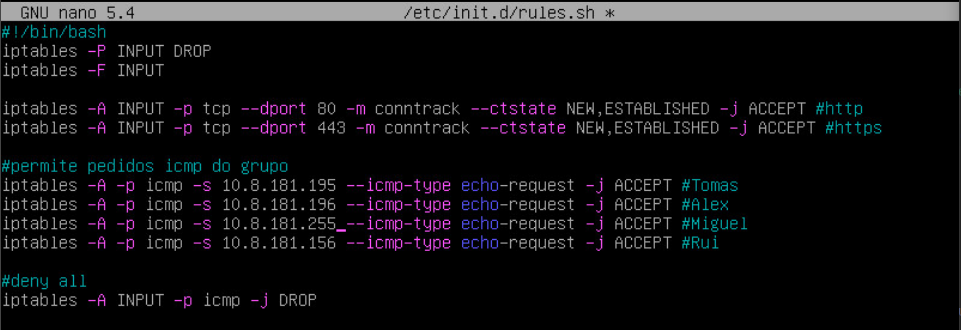 GNU nano 5.4 /etc/init.d/rules.sh *
#!/bin/bash
iptables -P INPUT DROP
iptables -F INPUT
iptables -A INPUT -p tcp --dport 80 -m conntrack --ctstate NEW,ESTABLISHED -j ACCEPT #http
iptables -A INPUT -p tcp --dport 443 -m conntrack --ctstate NEW,ESTABLISHED -j ACCEPT #https
#permite pedidos icmp do grupo
iptables -A -p icmp -s 10.8.181.195 --icmp-type echo-request -j ACCEPT #Tomas
iptables -A -p icmp -s 10.8.181.196 --icmp-type echo-request -j ACCEPT #Alex
iptables -A -p icmp -s 10.8.181.255 --icmp-type echo-request -j ACCEPT #Miguel
iptables -A -p icmp -s 10.8.181.156 --icmp-type echo-request -j ACCEPT #Rui
#deny all
iptables -A INPUT -p icmp -j DROP